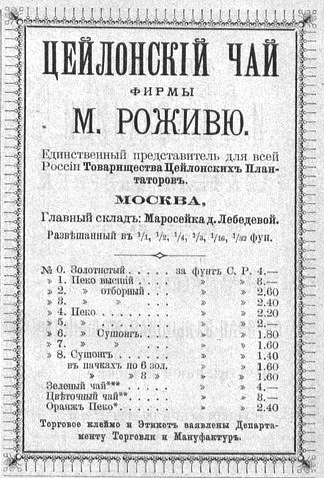 ЦЕЙЛОНСКІЙ ЧАЙ
ФИРМЫ
М. РОЖИВЮ.
Единственный представитель для всей
Россіи Товарищества Цейлонскихъ План-
таторовъ.
МОСКВА,
Главный складъ: Маросейка д. Лебедевой.
Развѣшанный въ 1/1, 1/2, 1/4, 1/8, 1/16, 1/32 фун.
№ 0. Золотистый . . . . . за фунтъ С. Р. 4.—
» 1. Пеко высшій . . . . » » 3.—
» 2. » отборный . . . » » 2.60
» 3. » . . . . . . . » » 2.40
» 4. Пеко. . . . . . . » » 2.20
» 5. » . . . . . . . » » 2.—
» 6. » Сушонгъ. . . . » » 1.80
» 7. » » . . . . » » 1.60
» 8. Сушонгъ . . . . . » » 1.40
въ пачкахъ по 6 зол. » » 1.60
» » 3 » » » 1.60
Зеленый чай*** . . . . . » » 4.—
Цвѣточный чай**. . . . . » » 3.—
Оранжъ Пеко* . . . . . . » » 2.40
Торговое клеймо и Этикетъ заявлены Департа-
менту Торговли и Мануфактуръ.